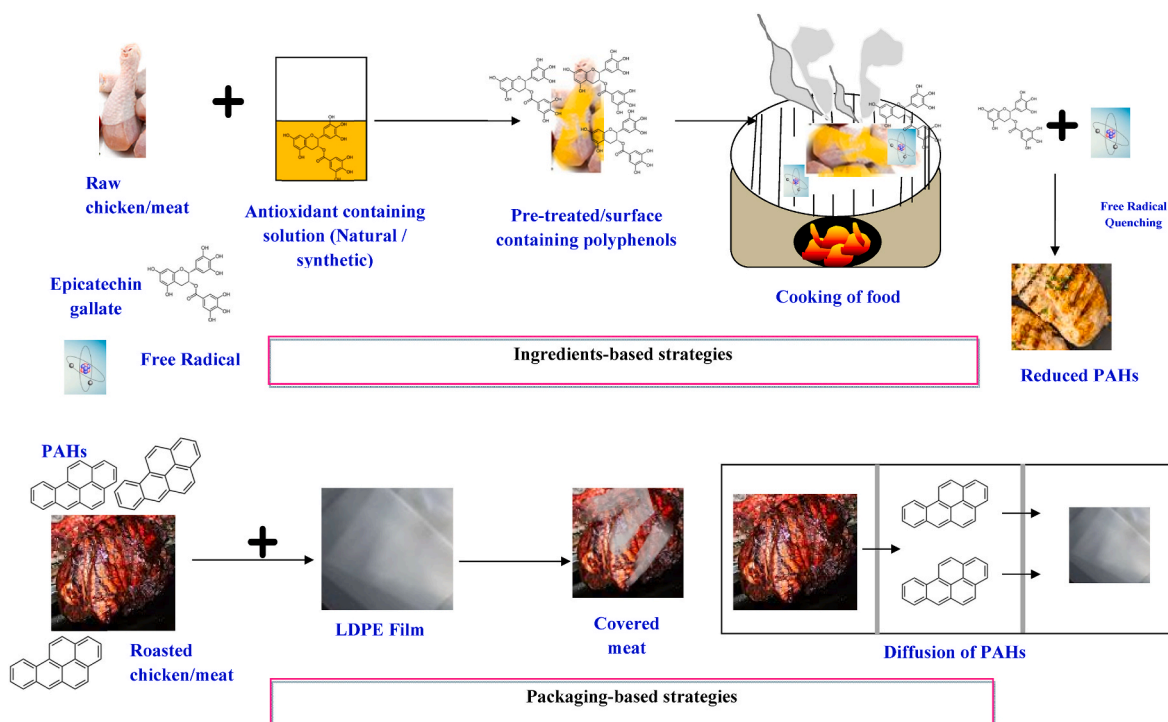 Raw
chicken/meat
Antioxidant containing
solution (Natural /
synthetic)
Pre-treated/surface
containing polyphenols
Cooking of food
Free Radical
Quenching
Epicatechin
gallate
Free Radical
Ingredients-based strategies
Reduced PAHs
PAHs
Roasted
chicken/meat
LDPE Film
Covered
meat
Diffusion of PAHs
Packaging-based strategies